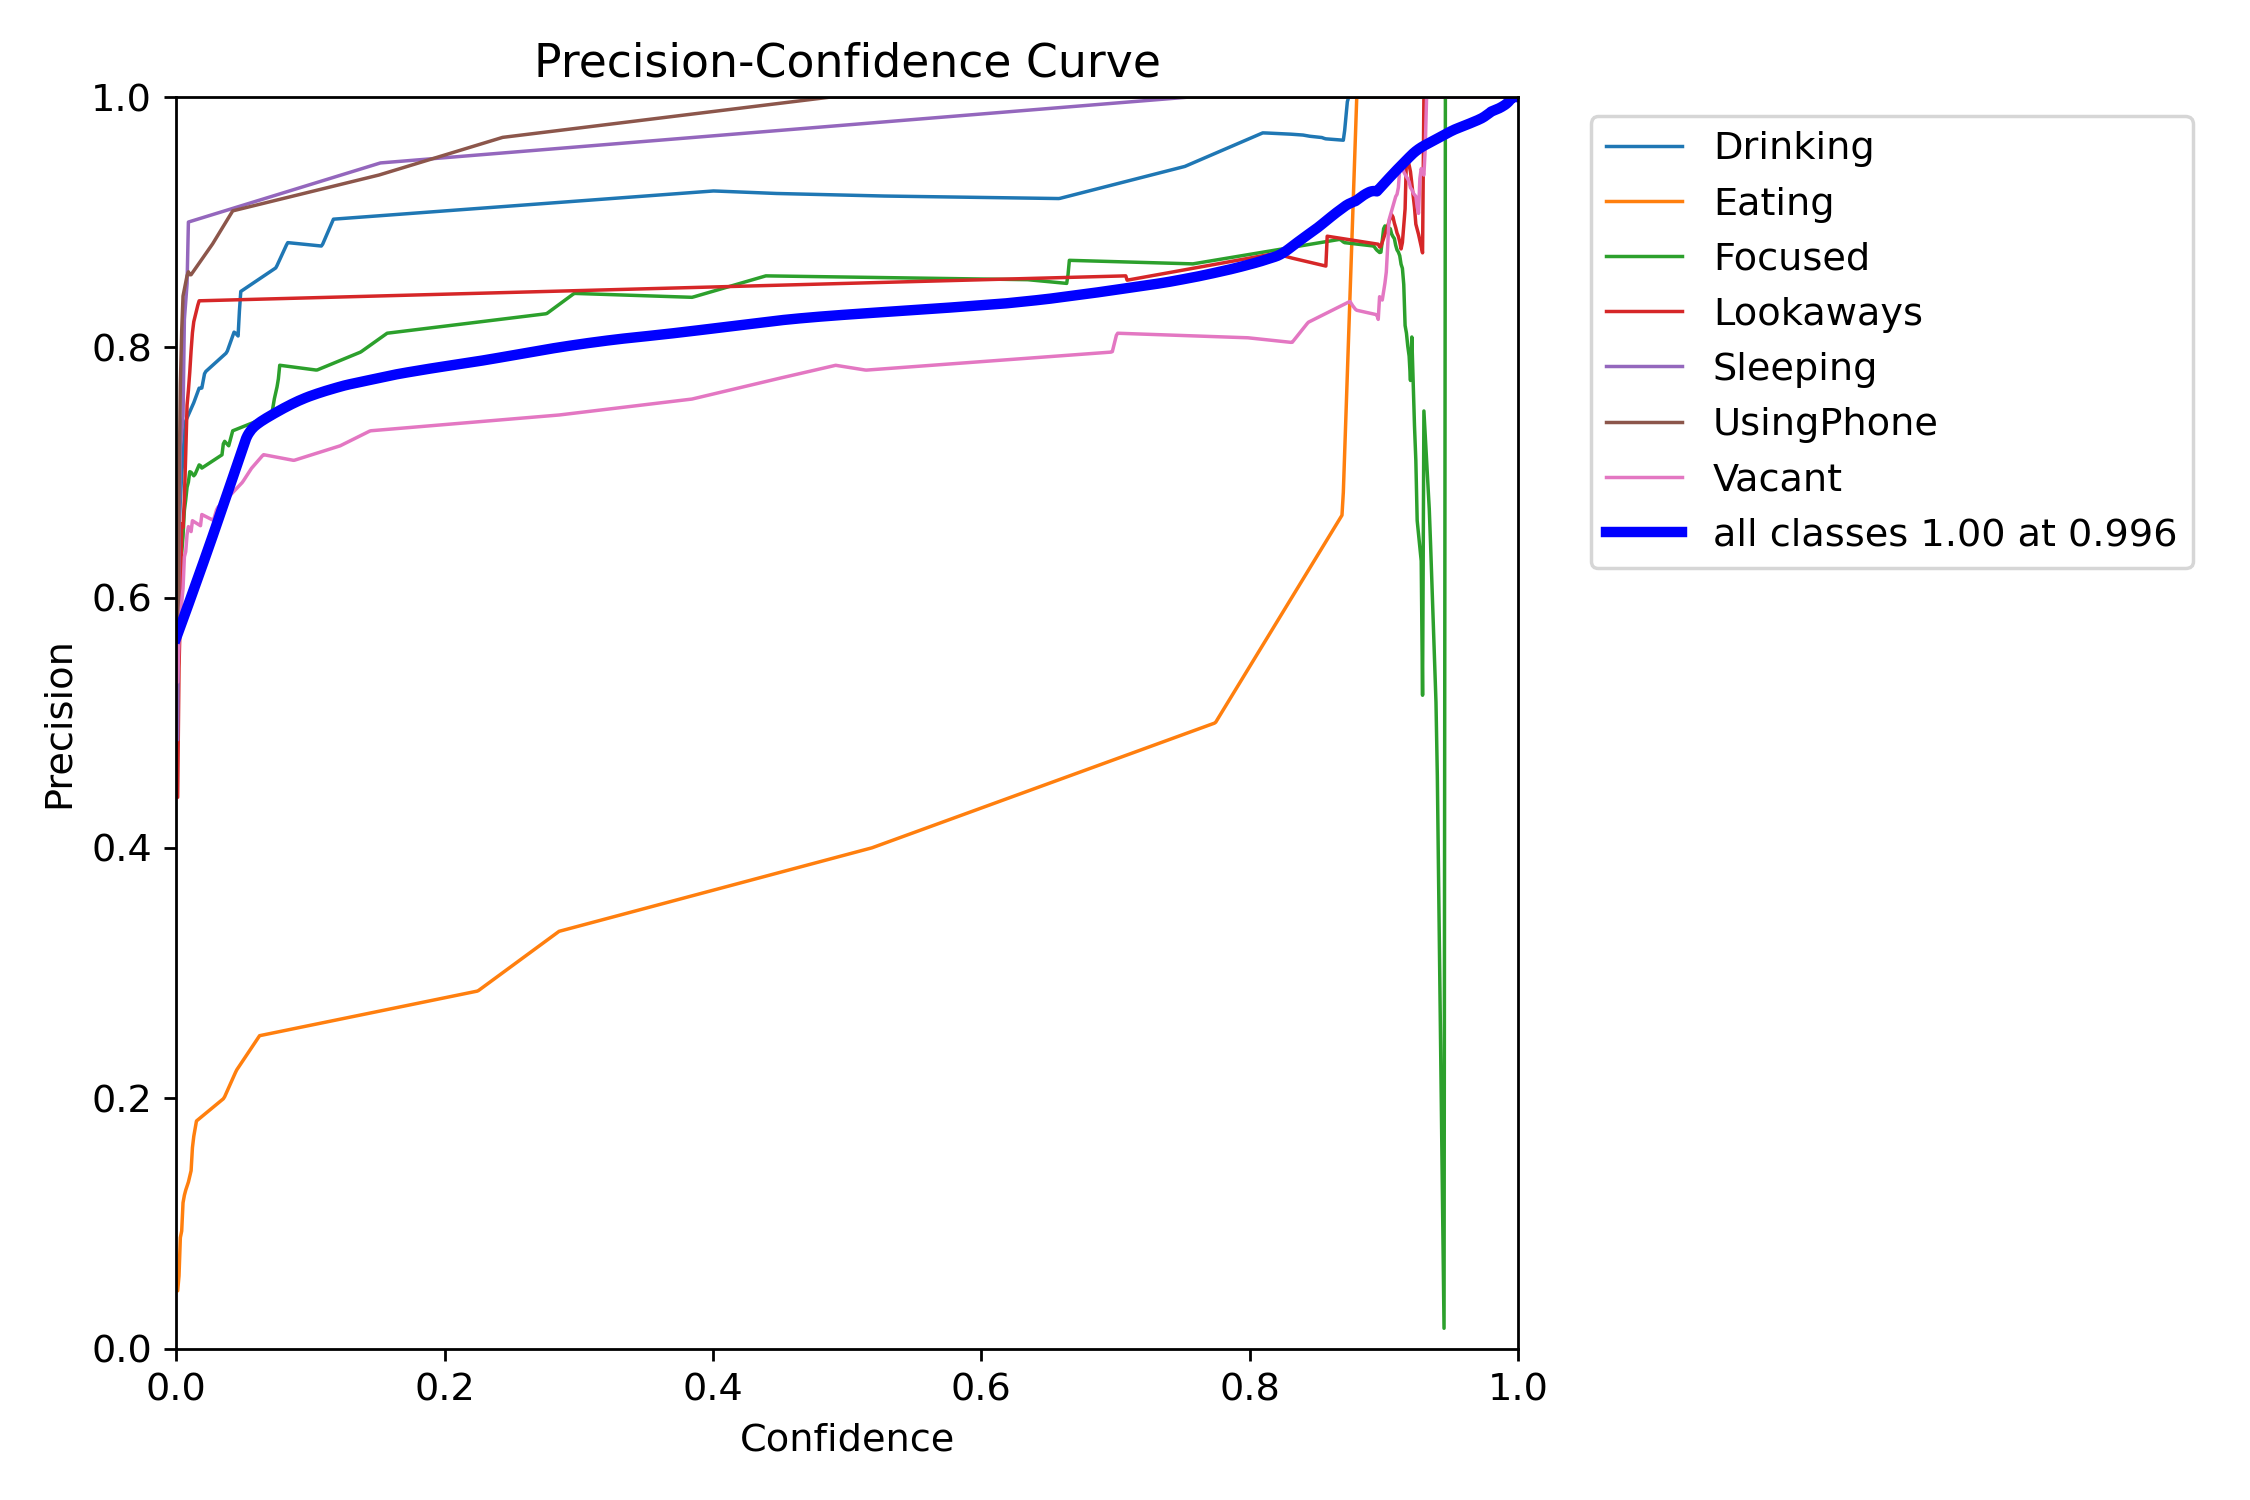 Precision-Confidence Curve
1.0
0.8
0.6
0.4
0.2
0.0
Precision
0.0 0.2 0.4 0.6 0.8 1.0
Confidence
Drinking
Eating
Focused
Lookaways
Sleeping
UsingPhone
Vacant
all classes 1.00 at 0.996